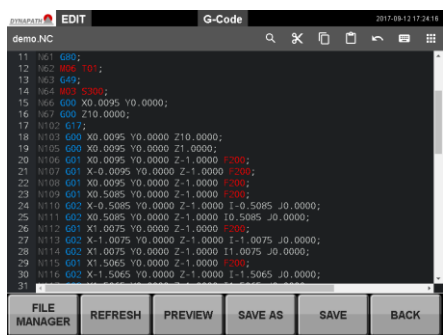 DYNAPATH EDIT G-Code 2017-09-12 17:24:16
demo.NC
11 N61 G80;
12 N62 M06 T01;
13 N63 G49;
14 N64 M03 S300;
15 N66 G00 X0.0095 Y0.0000;
16 N67 G00 Z10.0000;
17 N102 G17;
18 N103 G00 X0.0095 Y0.0000 Z10.0000;
19 N105 G00 X0.0095 Y0.0000 Z1.0000;
20 N106 G01 X0.0095 Y0.0000 Z-1.0000 F200;
21 N107 G01 X-0.0095 Y0.0000 Z-1.0000 F200;
22 N108 G01 X0.0095 Y0.0000 Z-1.0000 F200;
23 N109 G01 X0.5085 Y0.0000 Z-1.0000 F200;
24 N110 G02 X-0.5085 Y0.0000 Z-1.0000 I-0.5085 J0.0000;
25 N111 G02 X0.5085 Y0.0000 Z-1.0000 I0.5085 J0.0000;
26 N112 G01 X1.0075 Y0.0000 Z-1.0000 F200;
27 N113 G02 X-1.0075 Y0.0000 Z-1.0000 I-1.0075 J0.0000;
28 N114 G02 X1.0075 Y0.0000 Z-1.0000 I1.0075 J0.0000;
29 N115 G01 X1.5065 Y0.0000 Z-1.0000 F200;
30 N116 G02 X-1.5065 Y0.0000 Z-1.0000 I-1.5065 J0.0000;
31
FILE MANAGER REFRESH PREVIEW SAVE AS SAVE BACK